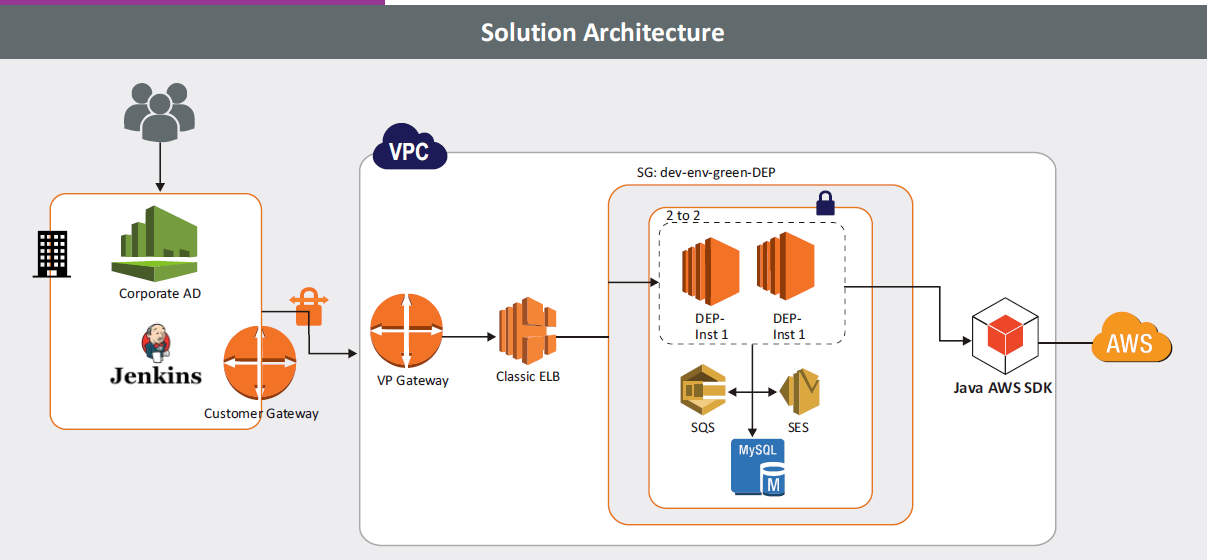 Solution Architecture
VPC
SG: dev-env-green-DEP
2 to 2
Corporate AD
DEP-
Inst 1
DEP-
Inst 1
Jenkins
Customer Gateway
VP Gateway
Classic ELB
SQS
SES
MySQL
M
Java AWS SDK
AWS